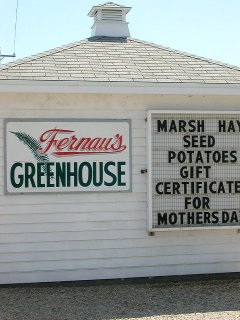 Fernau's
GREENHOUSE
MARSH HAY
SEED
POTATOES
GIFT
CERTIFICATE
FOR
MOTHERS DA